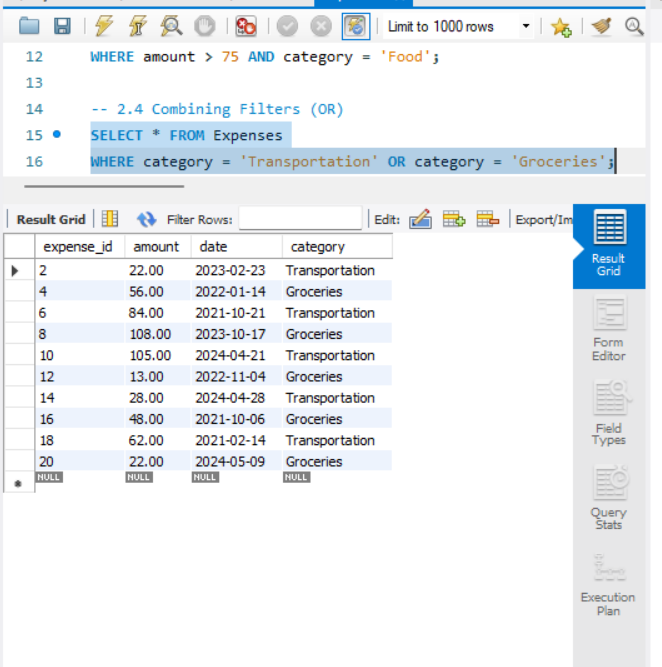 Limit to 1000 rows
12 WHERE amount > 75 AND category = 'Food';
13
14 -- 2.4 Combining Filters (OR)
15 SELECT * FROM Expenses
16 WHERE category = 'Transportation' OR category = 'Groceries';
Result Grid Filter Rows: Edit: Export/Im
expense_id amount date category
2 22.00 2023-02-23 Transportation
4 56.00 2022-01-14 Groceries
6 84.00 2021-10-21 Transportation
8 108.00 2023-10-17 Groceries
10 105.00 2024-04-21 Transportation
12 13.00 2022-11-04 Groceries
14 28.00 2024-04-28 Transportation
16 48.00 2021-10-06 Groceries
18 62.00 2021-02-14 Transportation
20 22.00 2024-05-09 Groceries
NULL NULL NULL NULL
Result
Grid
Form
Editor
Field
Types
Query
Stats
Execution
Plan